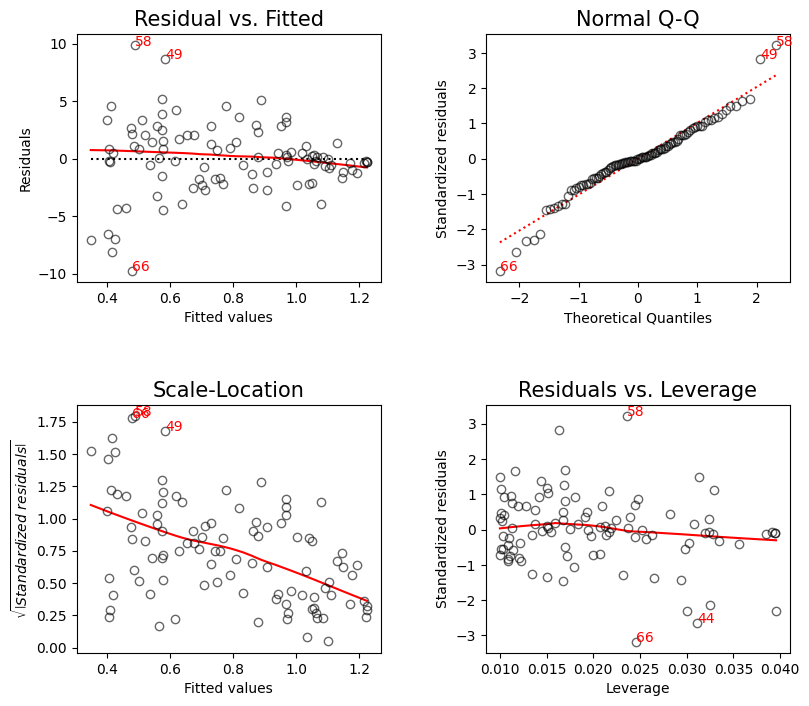 Residual vs. Fitted
Normal Q-Q
58
49
10
5
0
−5
−10
Residuals
66
0.4 0.6 0.8 1.0 1.2
Fitted values
58
49
3
2
1
0
−1
−2
−3
Standardized residuals
66
−2 −1 0 1 2
Theoretical Quantiles
Scale-Location
Residuals vs. Leverage
58
66
49
1.75
1.50
1.25
1.00
0.75
0.50
0.25
0.00
√|Standardized residuals|
0.4 0.6 0.8 1.0 1.2
Fitted values
58
3
2
1
0
−1
−2
−3
Standardized residuals
44
66
0.010 0.015 0.020 0.025 0.030 0.035 0.040
Leverage